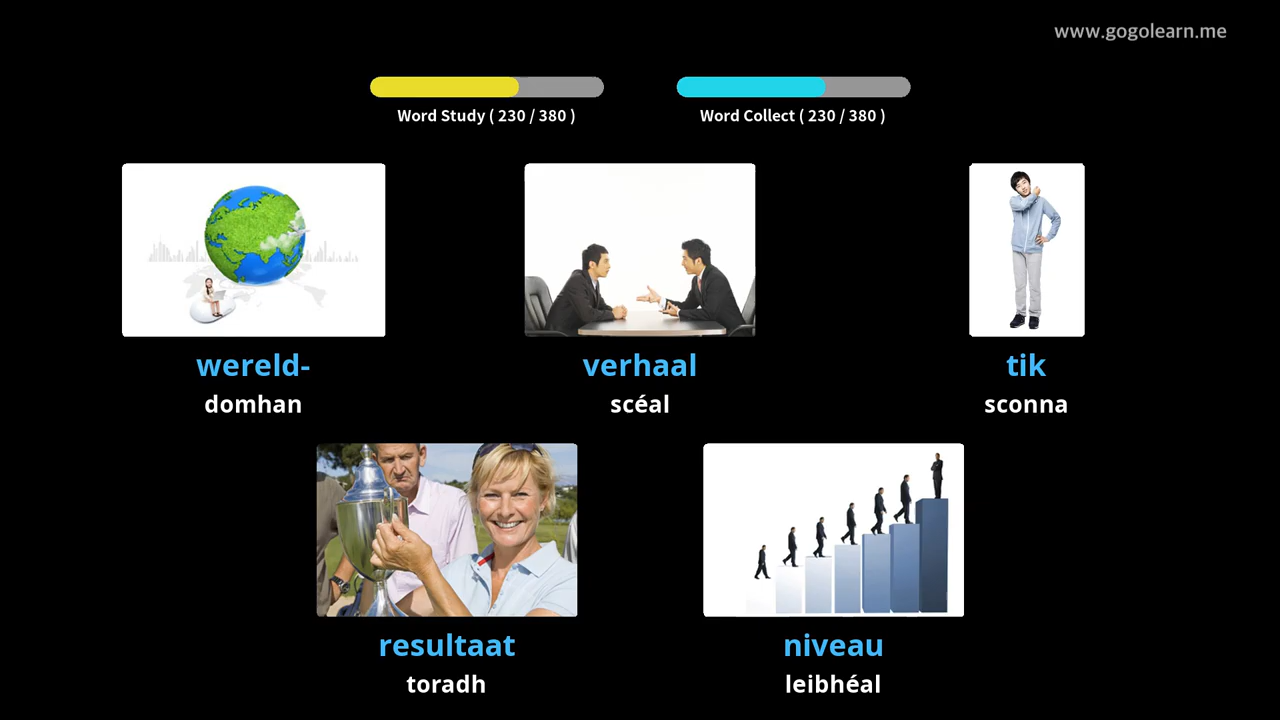 www.gogolearn.me
Word Study ( 230 / 380 )
Word Collect ( 230 / 380 )
wereld-
domhan
verhaal
scéal
tik
sconna
resultaat
toradh
niveau
leibhéal